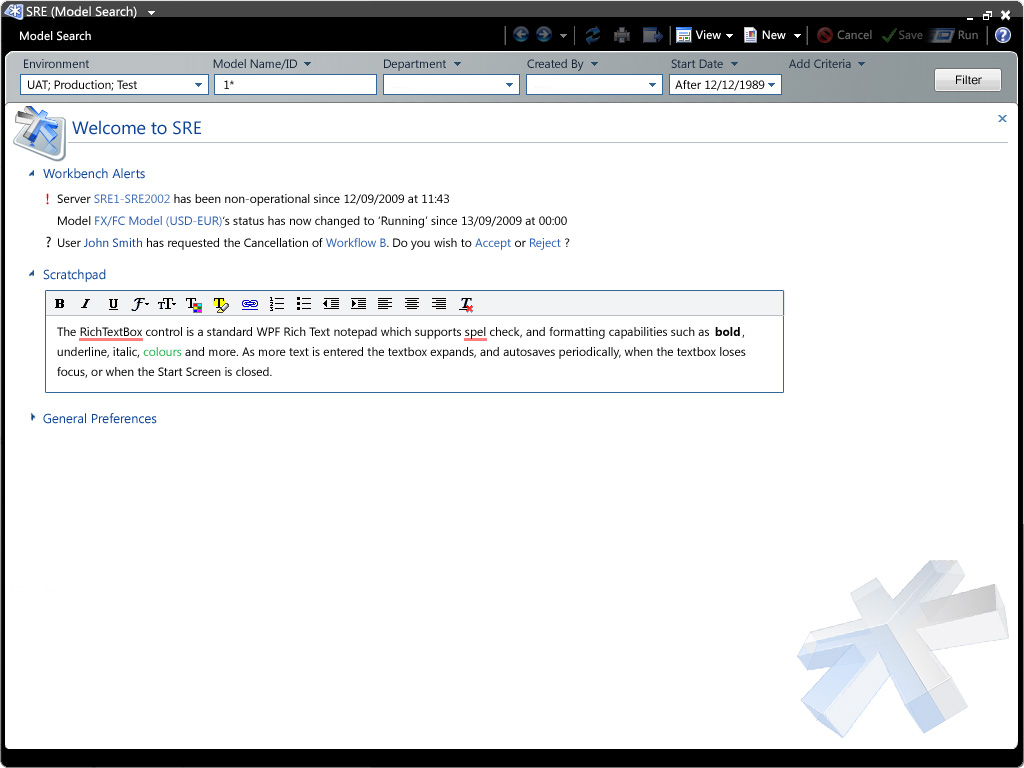 SRE (Model Search)
Model Search
View
New
Cancel
Save
Run
?
Environment
Model Name/ID
Department
Created By
Start Date
Add Criteria
UAT; Production; Test
1*
After 12/12/1989
Filter
Welcome to SRE
Workbench Alerts
! Server SRE1-SRE2002 has been non-operational since 12/09/2009 at 11:43
Model FX/FC Model (USD-EUR)'s status has now changed to 'Running' since 13/09/2009 at 00:00
? User John Smith has requested the Cancellation of Workflow B. Do you wish to Accept or Reject ?
Scratchpad
B I U F TT T T T
The RichTextBox control is a standard WPF Rich Text notepad which supports spel check, and formatting capabilities such as bold,
underline, italic, colours and more. As more text is entered the textbox expands, and autosaves periodically, when the textbox loses
focus, or when the Start Screen is closed.
General Preferences